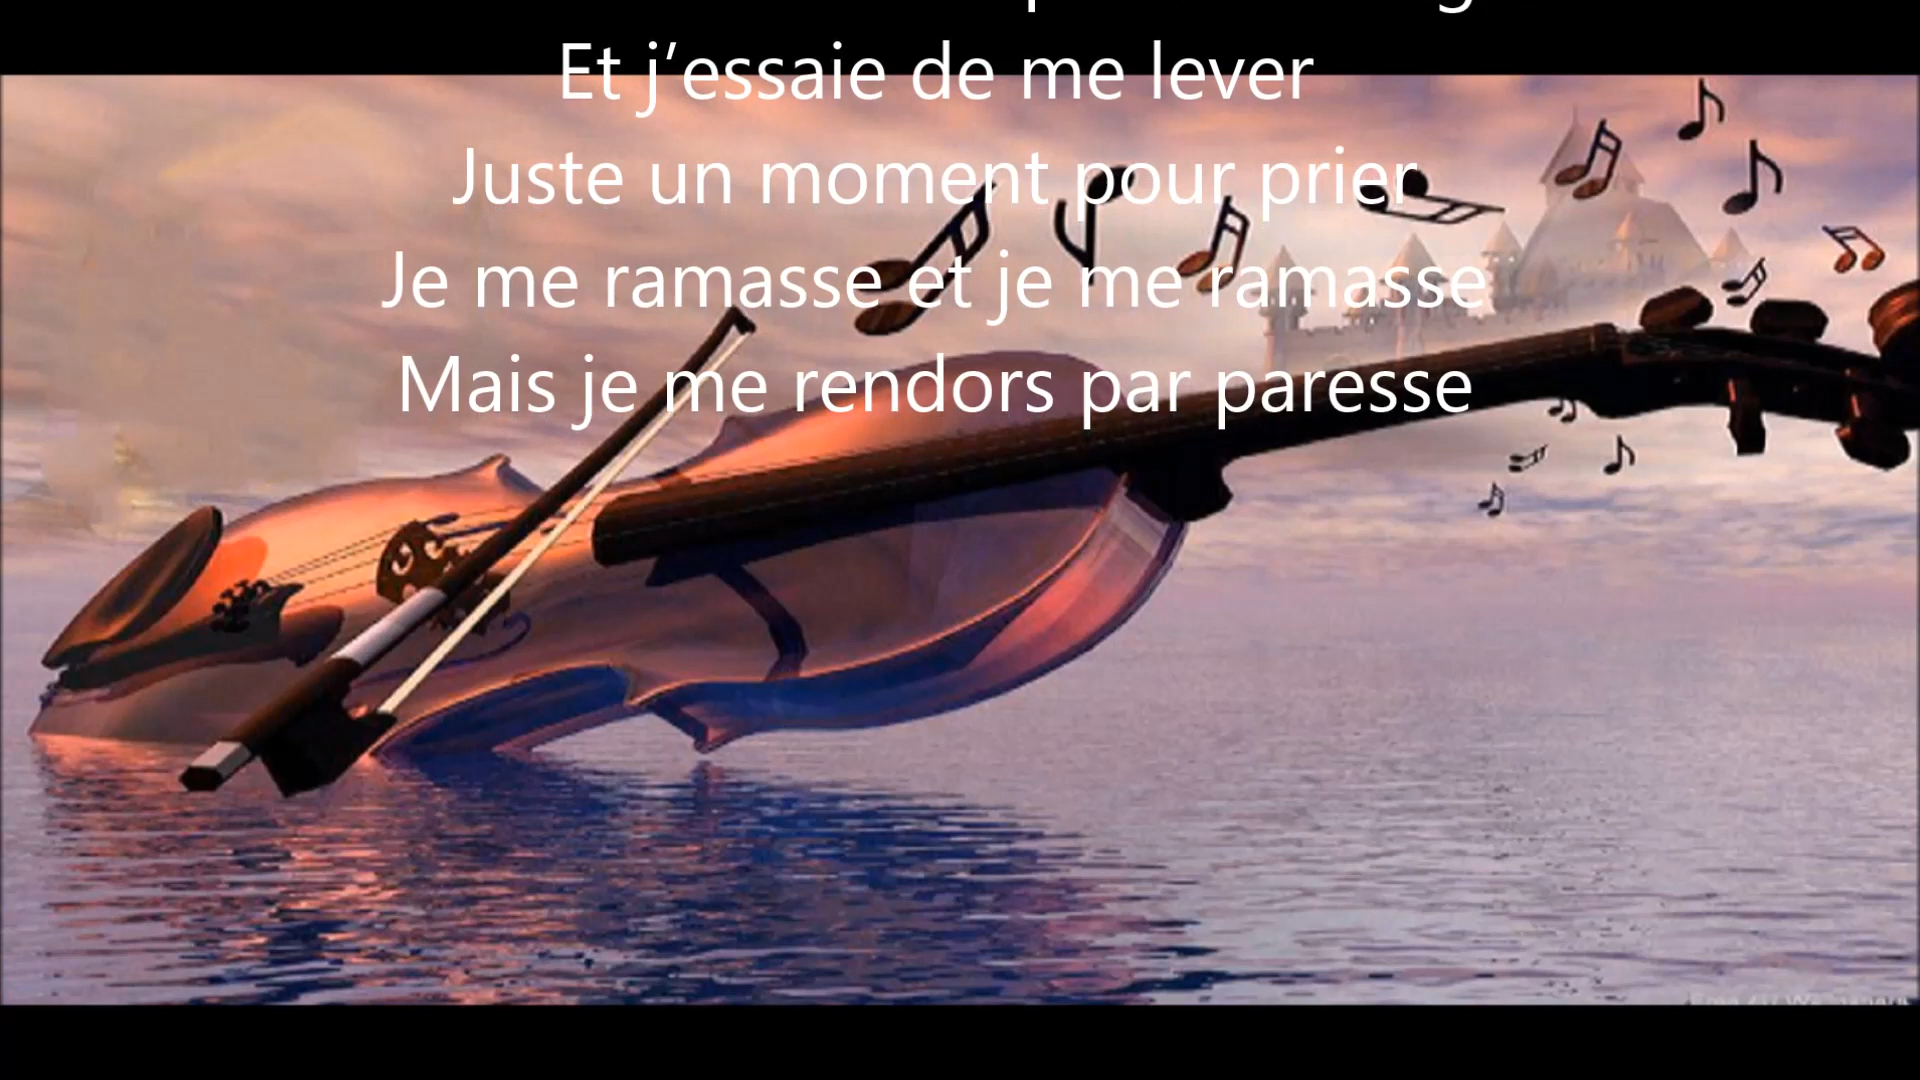 Et j’essaie de me lever
Juste un moment pour prier
Je me ramasse et je me ramasse
Mais je me rendors par paresse